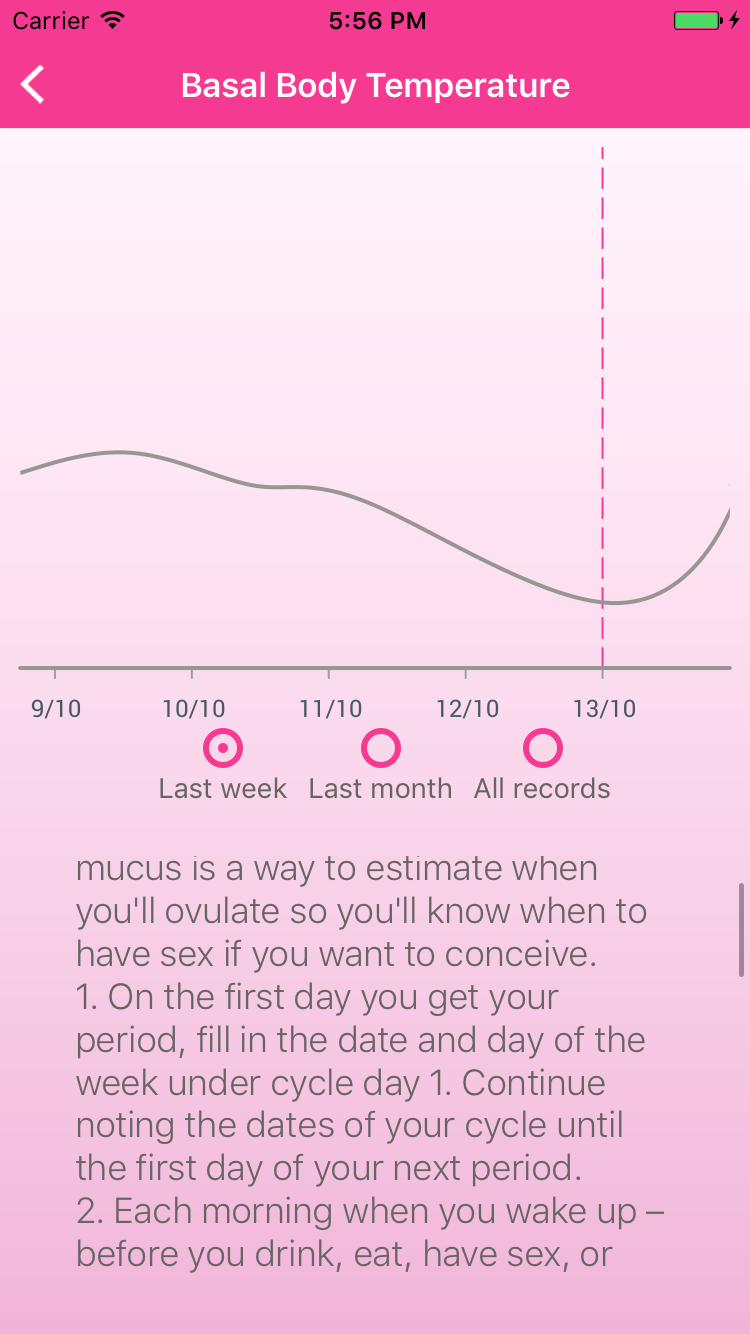 Carrier 5:56 PM
Basal Body Temperature
9/10 10/10 11/10 12/10 13/10
Last week Last month All records
mucus is a way to estimate when
you'll ovulate so you'll know when to
have sex if you want to conceive.
1. On the first day you get your
period, fill in the date and day of the
week under cycle day 1. Continue
noting the dates of your cycle until
the first day of your next period.
2. Each morning when you wake up –
before you drink, eat, have sex, or